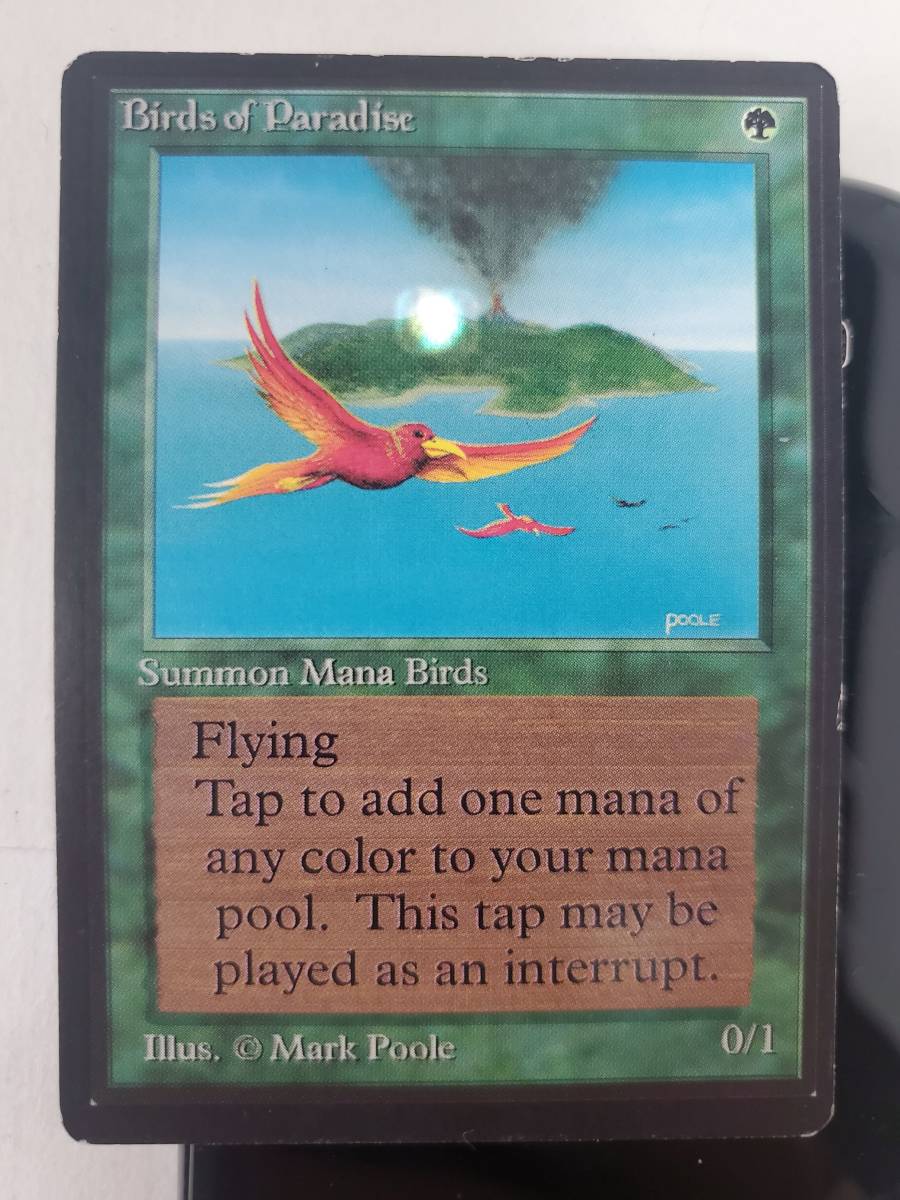 Birds of Paradise
POOLE
Summon Mana Birds
Flying
Tap to add one mana of
any color to your mana
pool. This tap may be
played as an interrupt.
Illus. © Mark Poole
0/1